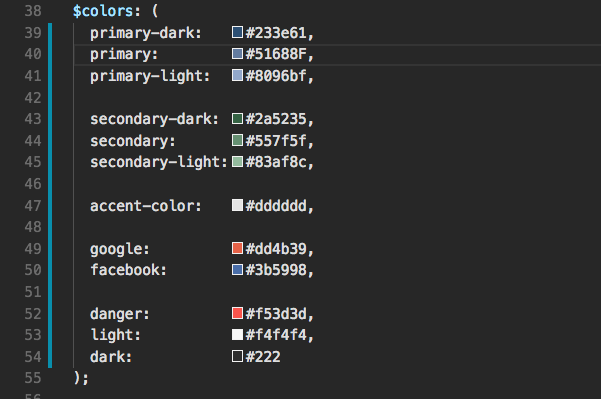 38 $colors: (
39 primary-dark: #233e61,
40 primary: #51688F,
41 primary-light: #8096bf,
42
43 secondary-dark: #2a5235,
44 secondary: #557f5f,
45 secondary-light: #83af8c,
46
47 accent-color: #dddddd,
48
49 google: #dd4b39,
50 facebook: #3b5998,
51
52 danger: #f53d3d,
53 light: #f4f4f4,
54 dark: #222
55 );
56